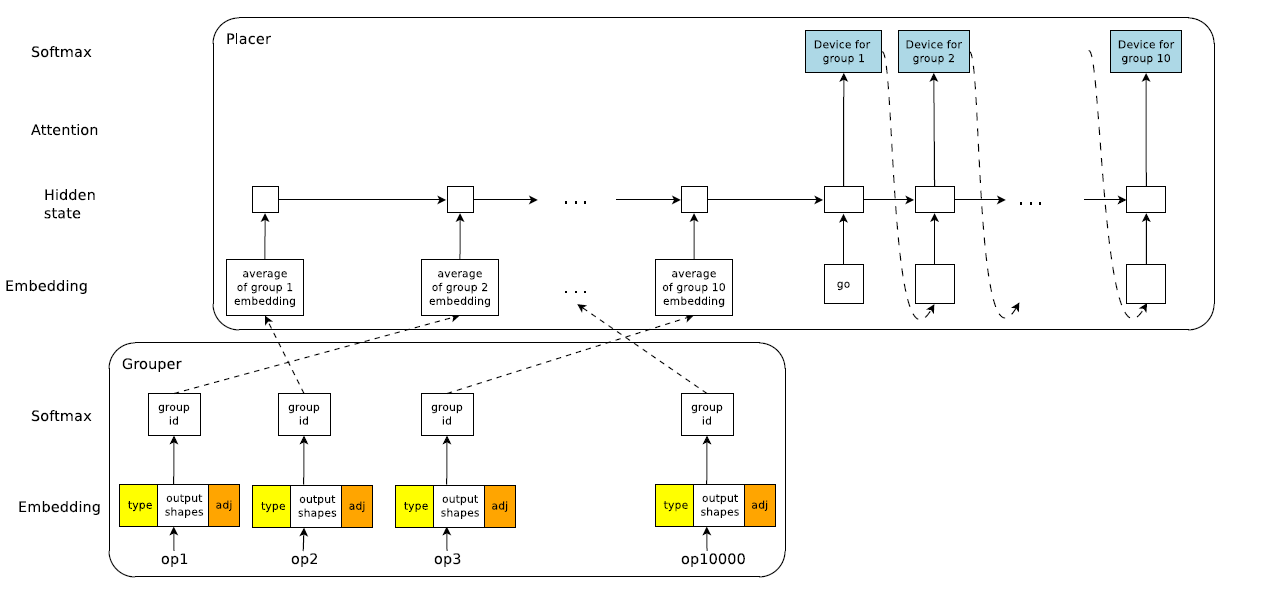 Placer
Softmax
Device for
group 1
Device for
group 2
Device for
group 10
Attention
Hidden
state
. . .
. . .
Embedding
average
of group 1
embedding
average
of group 2
embedding
. . .
average
of group 10
embedding
go
Grouper
Softmax
group
id
group
id
group
id
group
id
Embedding
type
output
shapes
adj
type
output
shapes
adj
type
output
shapes
adj
type
output
shapes
adj
op1
op2
op3
op10000